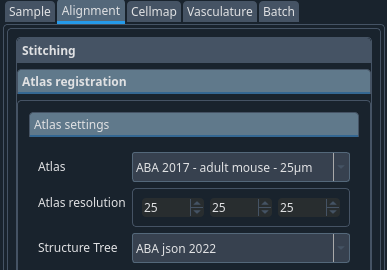 Sample Alignment Cellmap Vasculature Batch
Stitching
Atlas registration
Atlas settings
Atlas ABA 2017 - adult mouse - 25µm
Atlas resolution 25 25 25
Structure Tree ABA json 2022